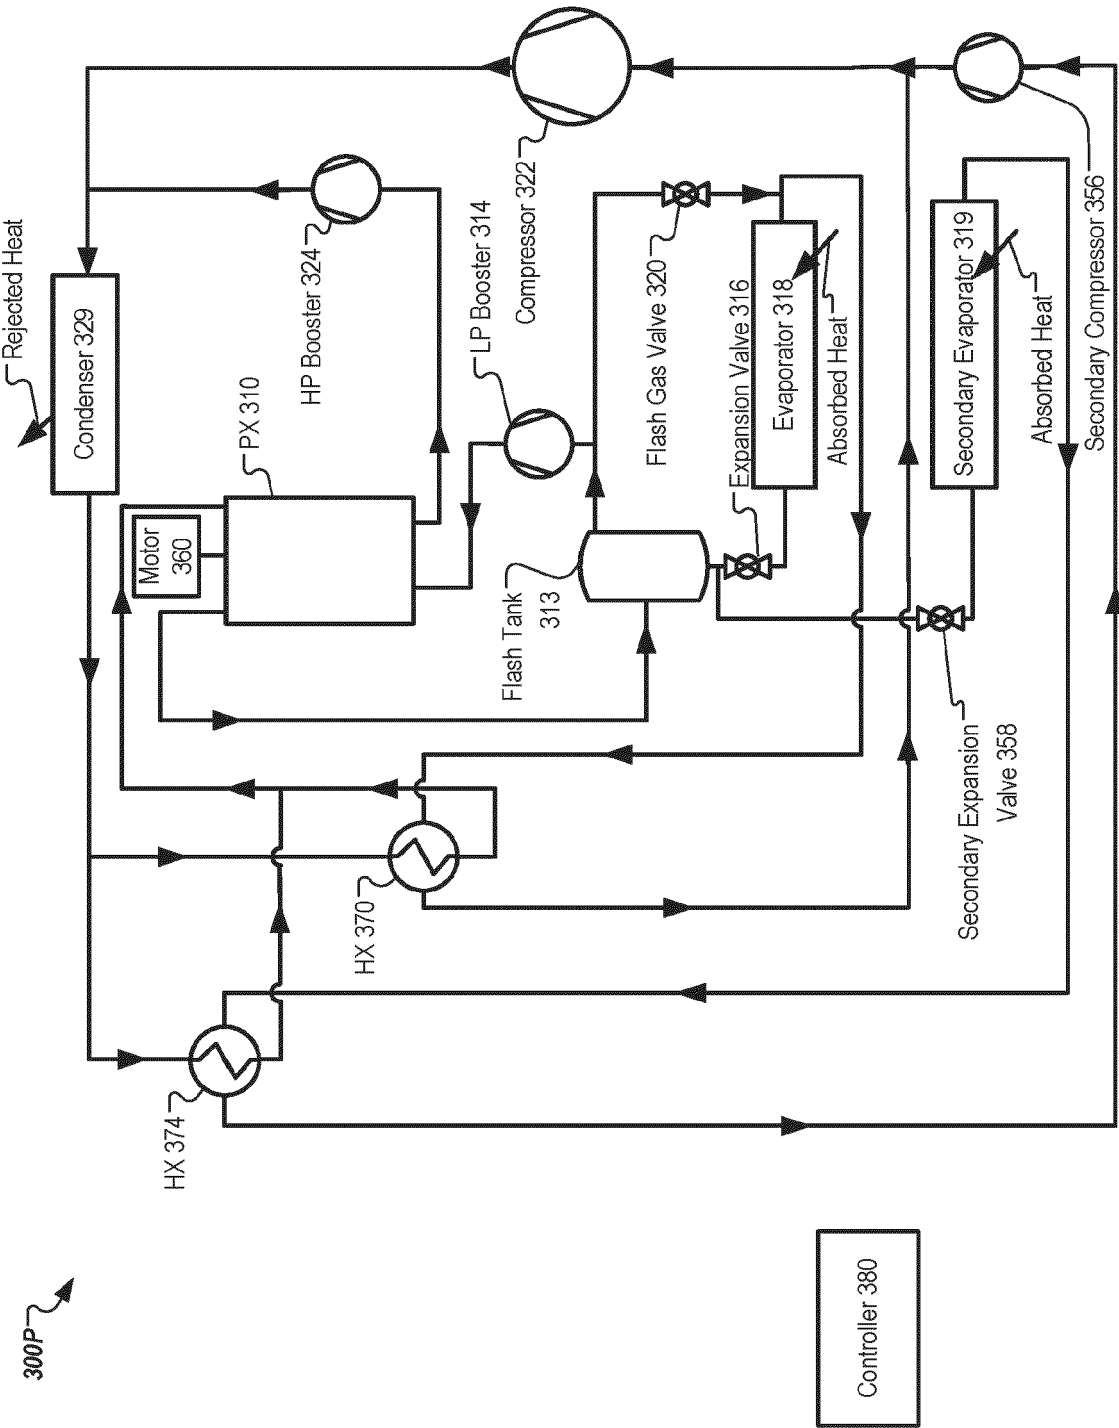 300P
Rejected Heat
Condenser 329
HP Booster 324
PX 310
Motor
360
LP Booster 314
Compressor 322
Flash Tank
313
Flash Gas Valve 320
Expansion Valve 316
Evaporator 318
Absorbed Heat
Secondary Evaporator 319
Absorbed Heat
Secondary Compressor 356
Secondary Expansion
Valve 358
HX 370
HX 374
Controller 380